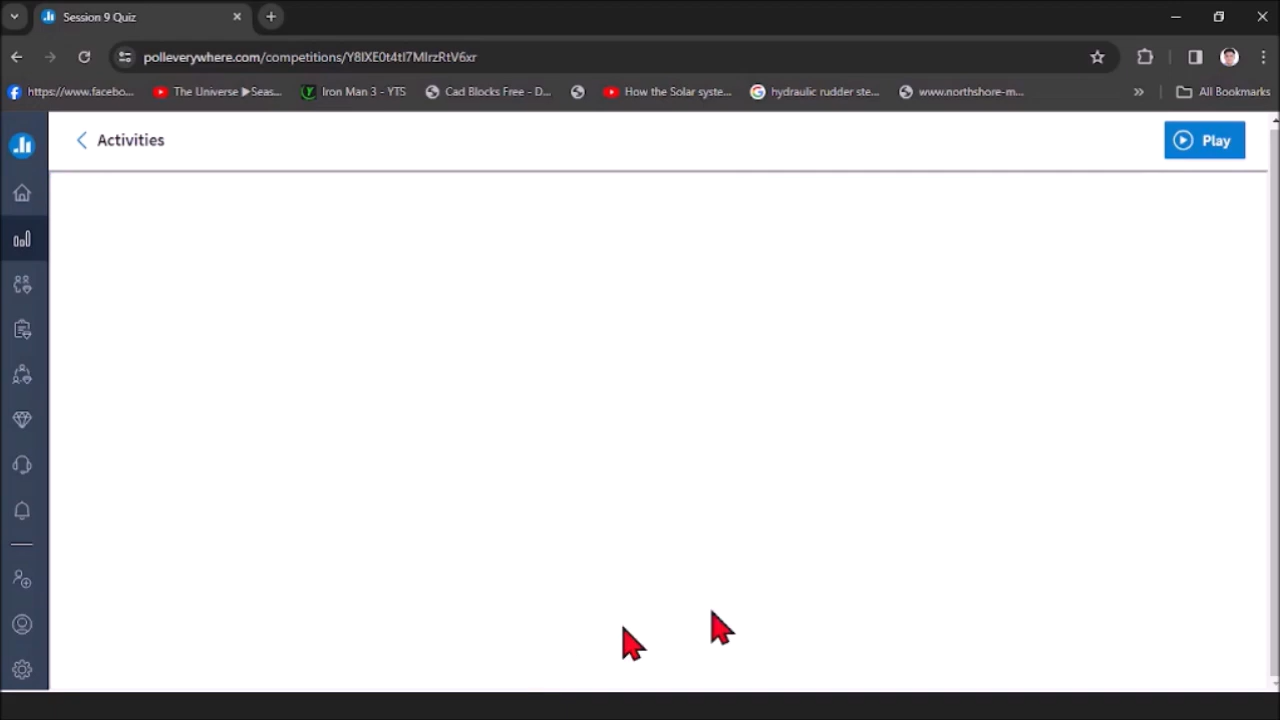 Session 9 Quiz
polleverywhere.com/competitions/Y8IXE0t4tI7MIrzRtV6xr
https://www.facebo...
The Universe ▶Seas...
Iron Man 3 - YTS
Cad Blocks Free - D...
How the Solar syste...
hydraulic rudder ste...
www.northshore-m...
All Bookmarks
Activities
Play